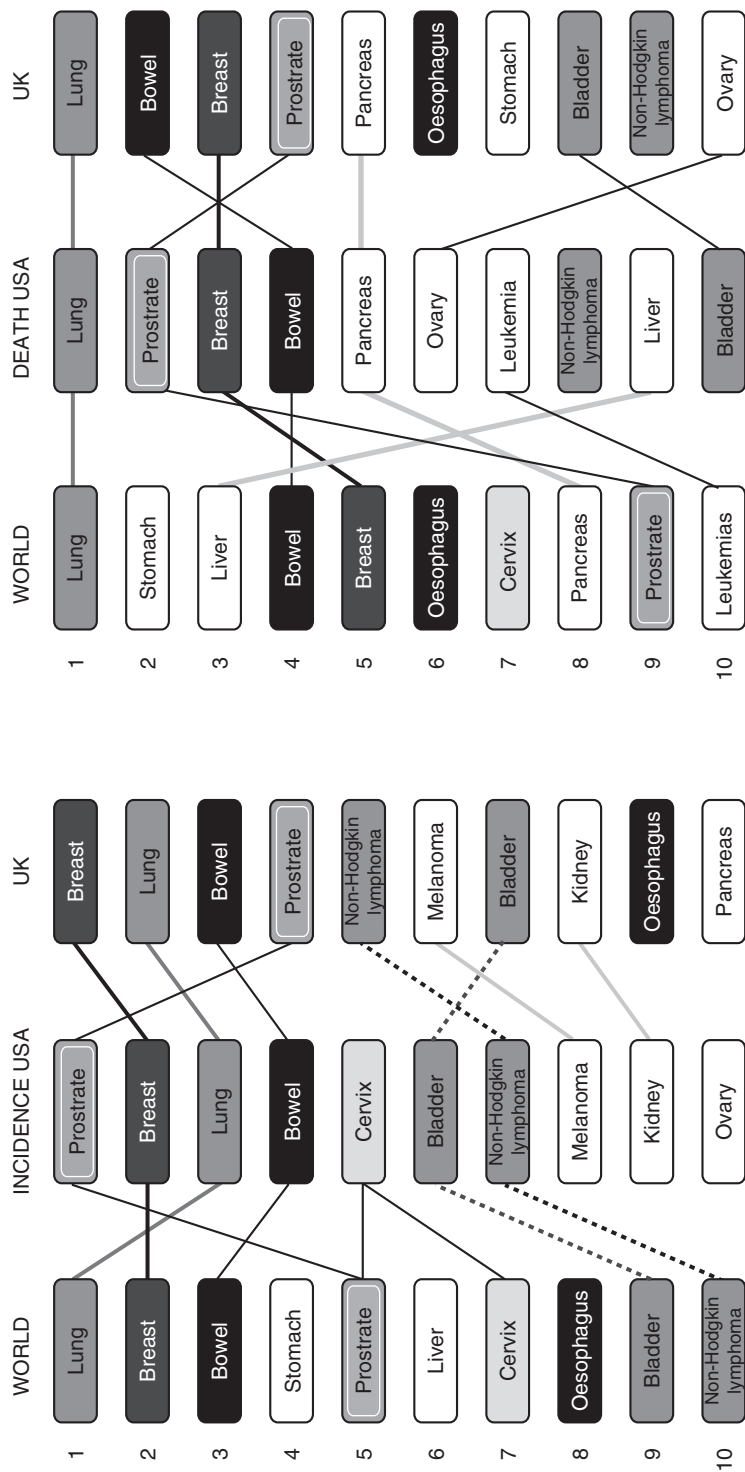 WORLD
INCIDENCE USA
UK
1
Lung
Prostrate
Breast
2
Breast
Breast
Lung
3
Bowel
Lung
Bowel
4
Stomach
Bowel
Prostrate
5
Prostrate
Cervix
Non-Hodgkin
lymphoma
6
Liver
Bladder
Melanoma
7
Cervix
Non-Hodgkin
lymphoma
Bladder
8
Oesophagus
Melanoma
Kidney
9
Bladder
Kidney
Oesophagus
10
Non-Hodgkin
lymphoma
Ovary
Pancreas
WORLD
DEATH USA
UK
1
Lung
Lung
Lung
2
Stomach
Prostrate
Bowel
3
Liver
Breast
Breast
4
Bowel
Bowel
Prostrate
5
Breast
Pancreas
Pancreas
6
Oesophagus
Ovary
Oesophagus
7
Cervix
Leukemia
Stomach
8
Pancreas
Non-Hodgkin
lymphoma
Bladder
9
Prostrate
Liver
Non-Hodgkin
lymphoma
10
Leukemias
Bladder
Ovary